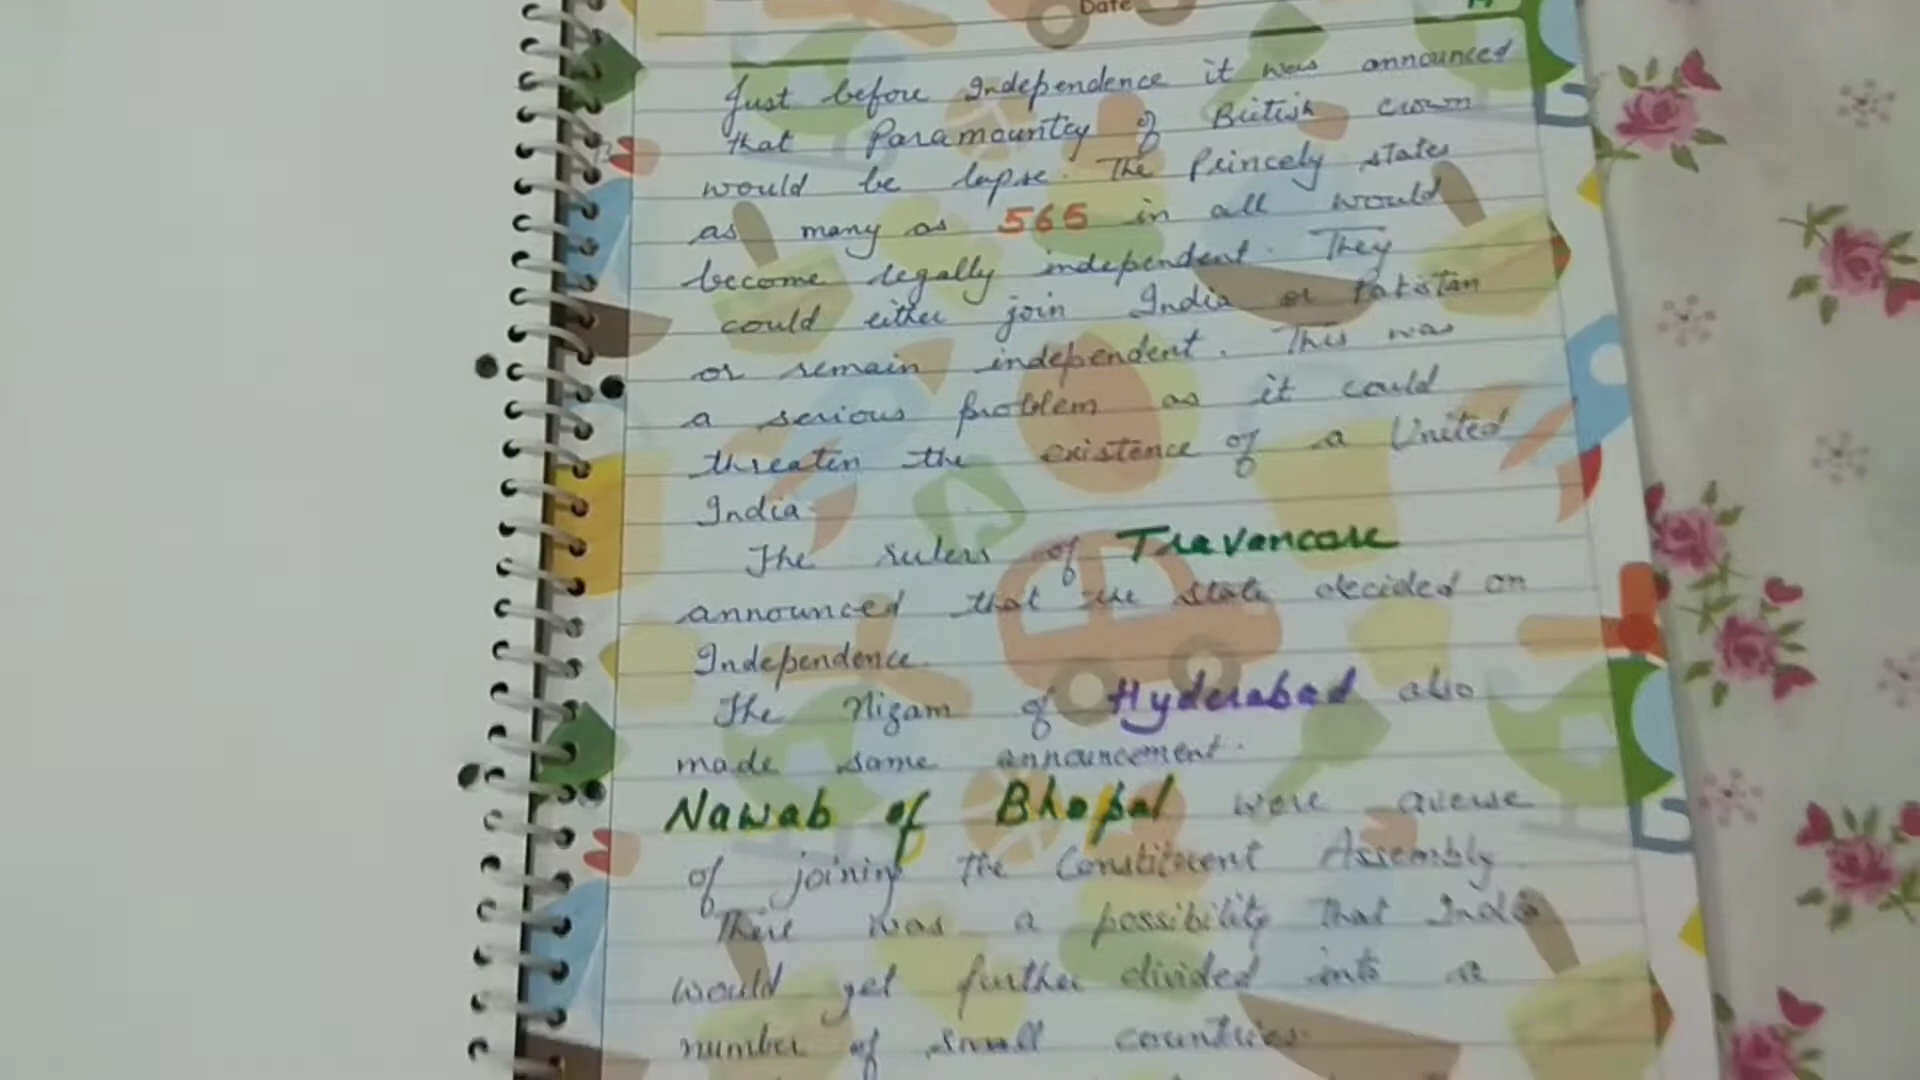 Date
Just before Independence it was announced
that Paramountcy of British crown
would be lapse. The Princely states
as many as 565 in all would
become legally independent. They
could either join India or Pakistan
or remain independent. This was
a serious problem as it could
threaten the existence of a United
India
The rulers of Travancore
announced that the state decided on
Independence.
The Nizam of Hyderabad also
made same announcement.
Nawab of Bhopal were averse
of joining the Constituent Assembly.
There was a possibility that India
would get further divided into a
number of small countries.